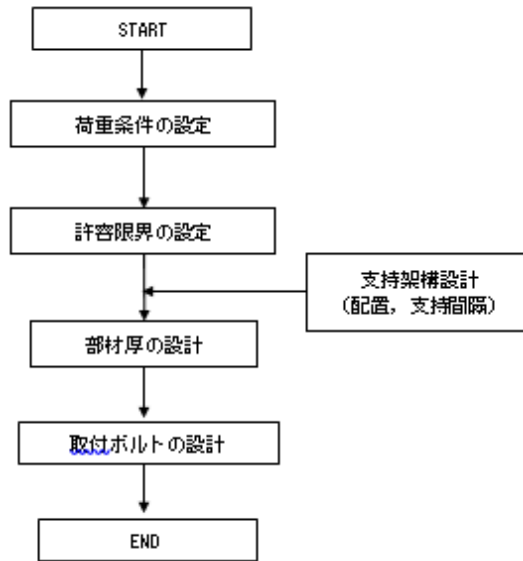 START
荷重条件の設定
許容限界の設定
支持架構設計
(配置，支持間隔)
部材厚の設計
取付ボルトの設計
END